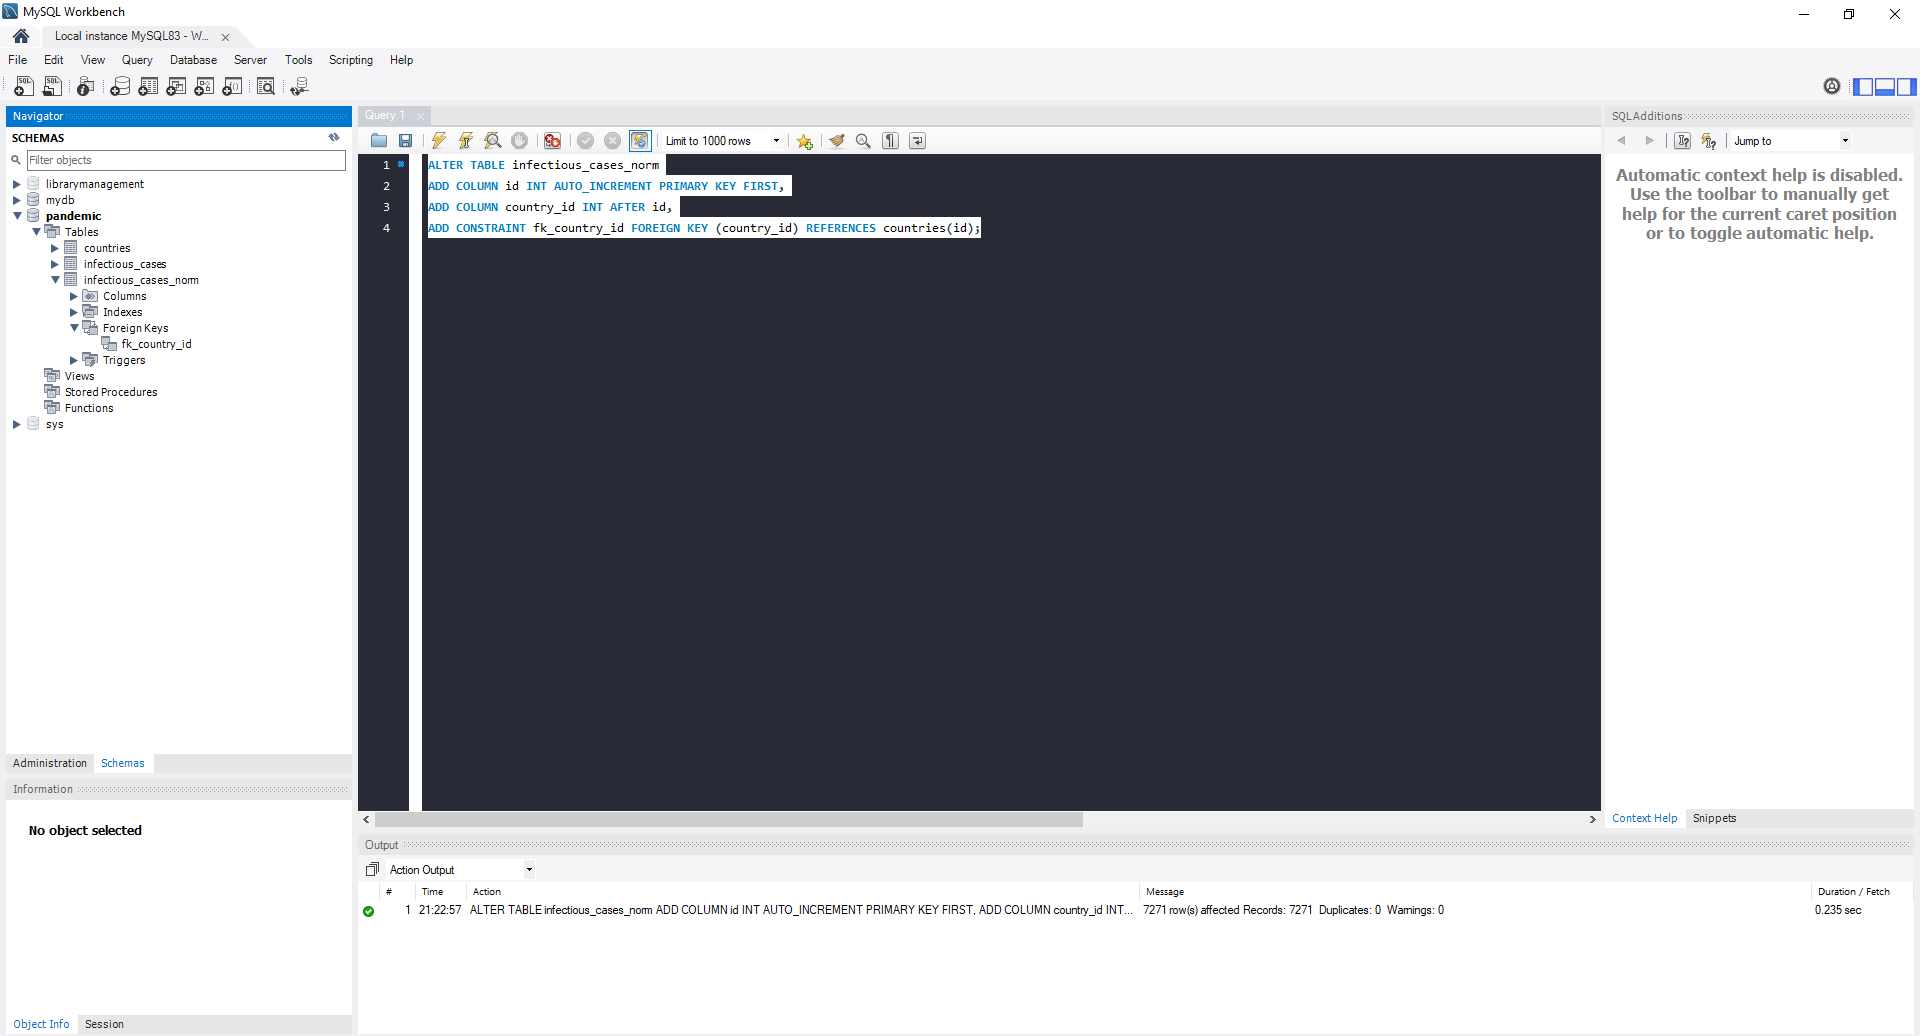 MySQL Workbench
Local instance MySQL83 - W...
File Edit View Query Database Server Tools Scripting Help
Navigator
SCHEMAS
Filter objects
librarymanagement
mydb
pandemic
Tables
countries
infectious_cases
infectious_cases_norm
Columns
Indexes
Foreign Keys
fk_country_id
Triggers
Views
Stored Procedures
Functions
sys
Administration Schemas
Information
No object selected
Object Info Session
Query 1
Limit to 1000 rows
1 ALTER TABLE infectious_cases_norm
2 ADD COLUMN id INT AUTO_INCREMENT PRIMARY KEY FIRST,
3 ADD COLUMN country_id INT AFTER id,
4 ADD CONSTRAINT fk_country_id FOREIGN KEY (country_id) REFERENCES countries(id);
SQLAdditions
Jump to
Automatic context help is disabled.
Use the toolbar to manually get
help for the current caret position
or to toggle automatic help.
Context Help Snippets
Output
Action Output
# Time Action Message Duration / Fetch
1 21:22:57 ALTER TABLE infectious_cases_norm ADD COLUMN id INT AUTO_INCREMENT PRIMARY KEY FIRST, ADD COLUMN country_id INT... 7271 row(s) affected Records: 7271 Duplicates: 0 Warnings: 0 0.235 sec